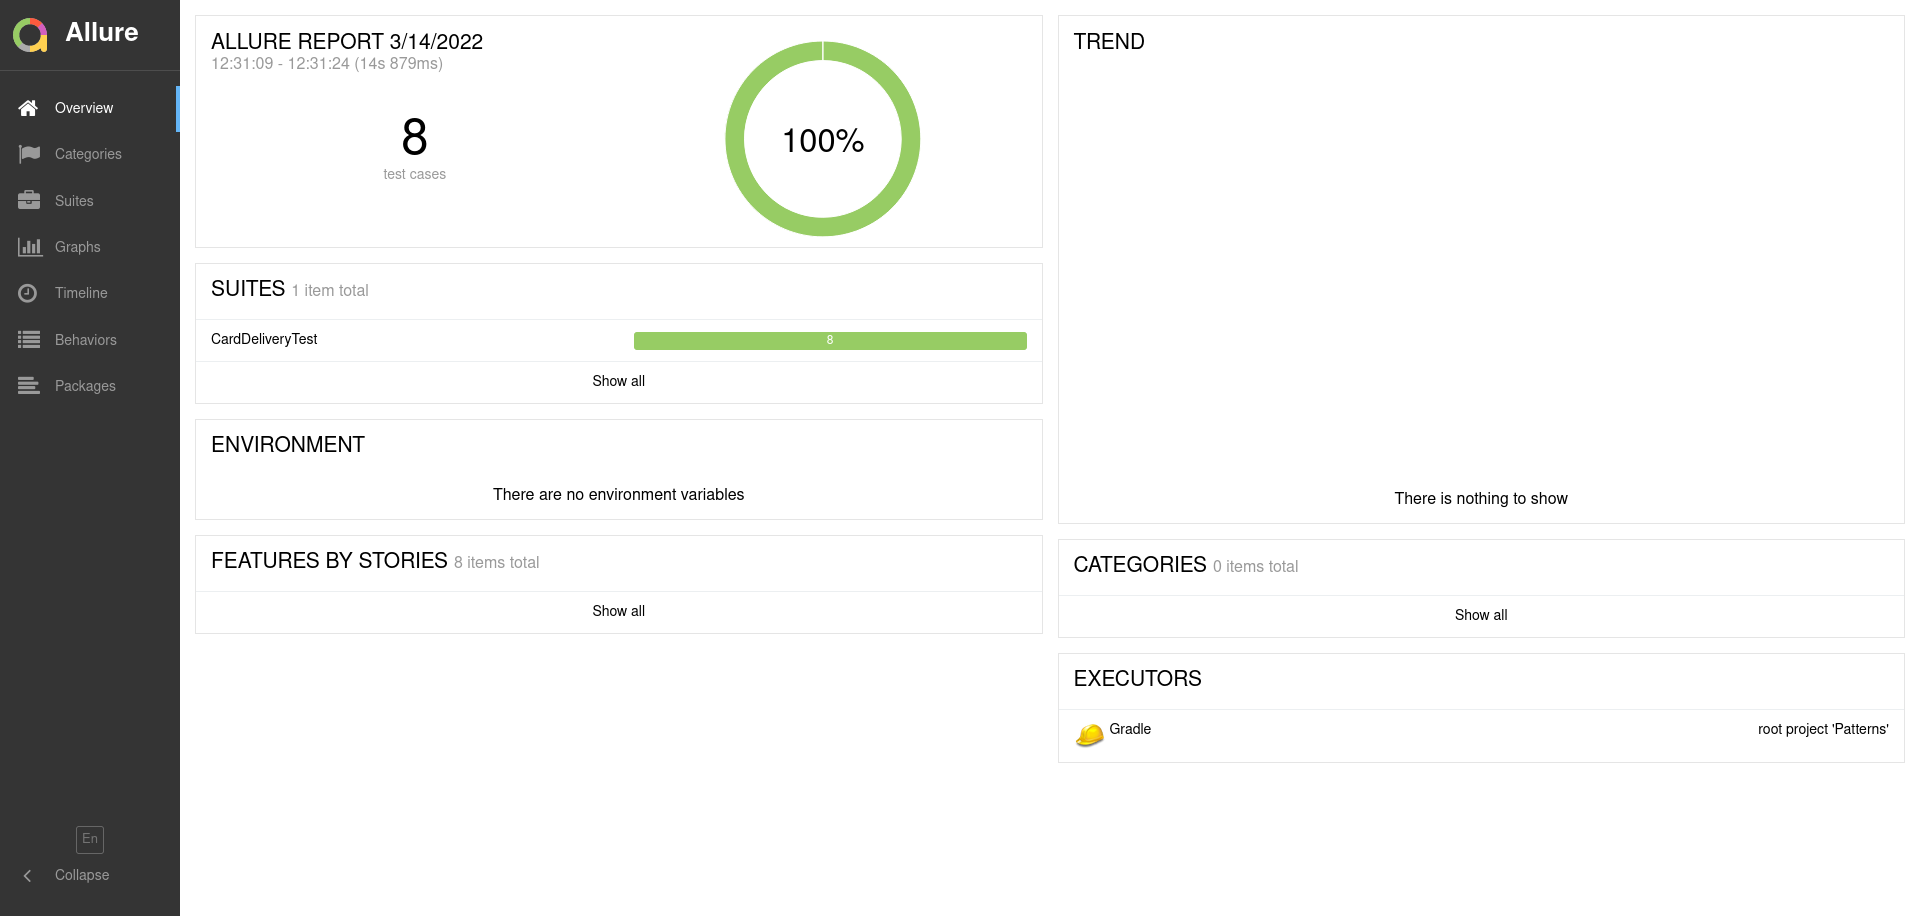 Allure
Overview
Categories
Suites
Graphs
Timeline
Behaviors
Packages
En
Collapse
ALLURE REPORT 3/14/2022
12:31:09 - 12:31:24 (14s 879ms)
8
test cases
100%
SUITES 1 item total
CardDeliveryTest
8
Show all
ENVIRONMENT
There are no environment variables
FEATURES BY STORIES 8 items total
Show all
TREND
There is nothing to show
CATEGORIES 0 items total
Show all
EXECUTORS
Gradle
root project 'Patterns'